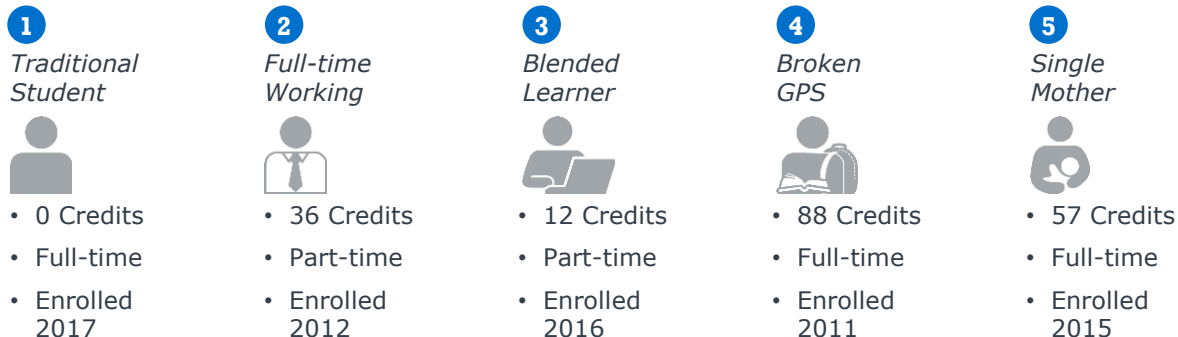 1
Traditional
Student
• 0 Credits
• Full-time
• Enrolled
2017
2
Full-time
Working
• 36 Credits
• Part-time
• Enrolled
2012
3
Blended
Learner
• 12 Credits
• Part-time
• Enrolled
2016
4
Broken
GPS
• 88 Credits
• Full-time
• Enrolled
2011
5
Single
Mother
• 57 Credits
• Full-time
• Enrolled
2015